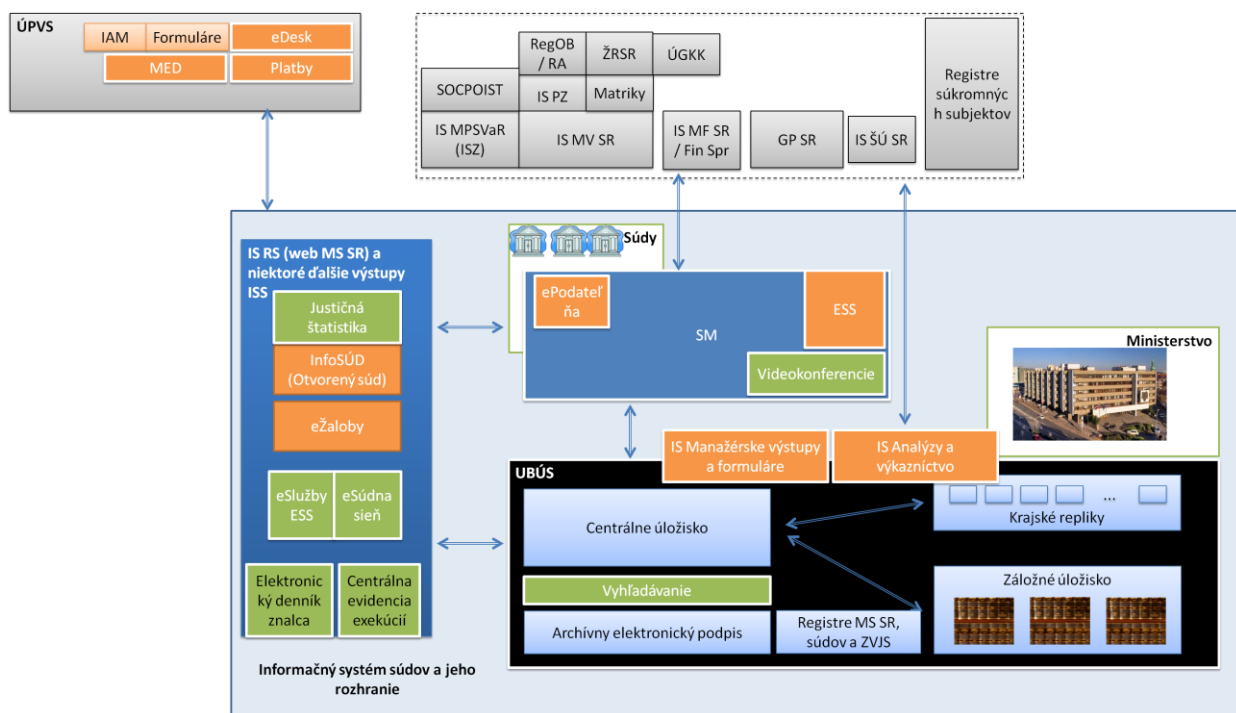 ÚPVS
IAM
Formuláre
eDesk
MED
Platby
RegOB
/ RA
ŽRSR
ÚGKK
SOCPOIST
IS PZ
Matriky
IS MPSVaR
(ISZ)
IS MV SR
IS MF SR
/ Fin Spr
GP SR
IS ŠÚ SR
Registre
súkromnýc
h subjektov
IS RS (web MS SR) a
niektoré ďalšie výstupy
ISS
Justičná
štatistika
InfoSÚD
(Otvorený súd)
eŽaloby
eSlužby
ESS
eSúdna
sieň
Elektronic
ký denník
znalca
Centrálna
evidencia
exekúcií
Súdy
ePodateľ
ňa
SM
ESS
Videokonferencie
Ministerstvo
IS Manažérske výstupy
a formuláre
IS Analýzy a
výkazníctvo
UBÚS
Centrálne úložisko
Vyhľadávanie
Archívny elektronický podpis
Registre MS SR,
súdov a ZVJS
...
Krajské repliky
Záložné úložisko
Informačný systém súdov a jeho
rozhranie